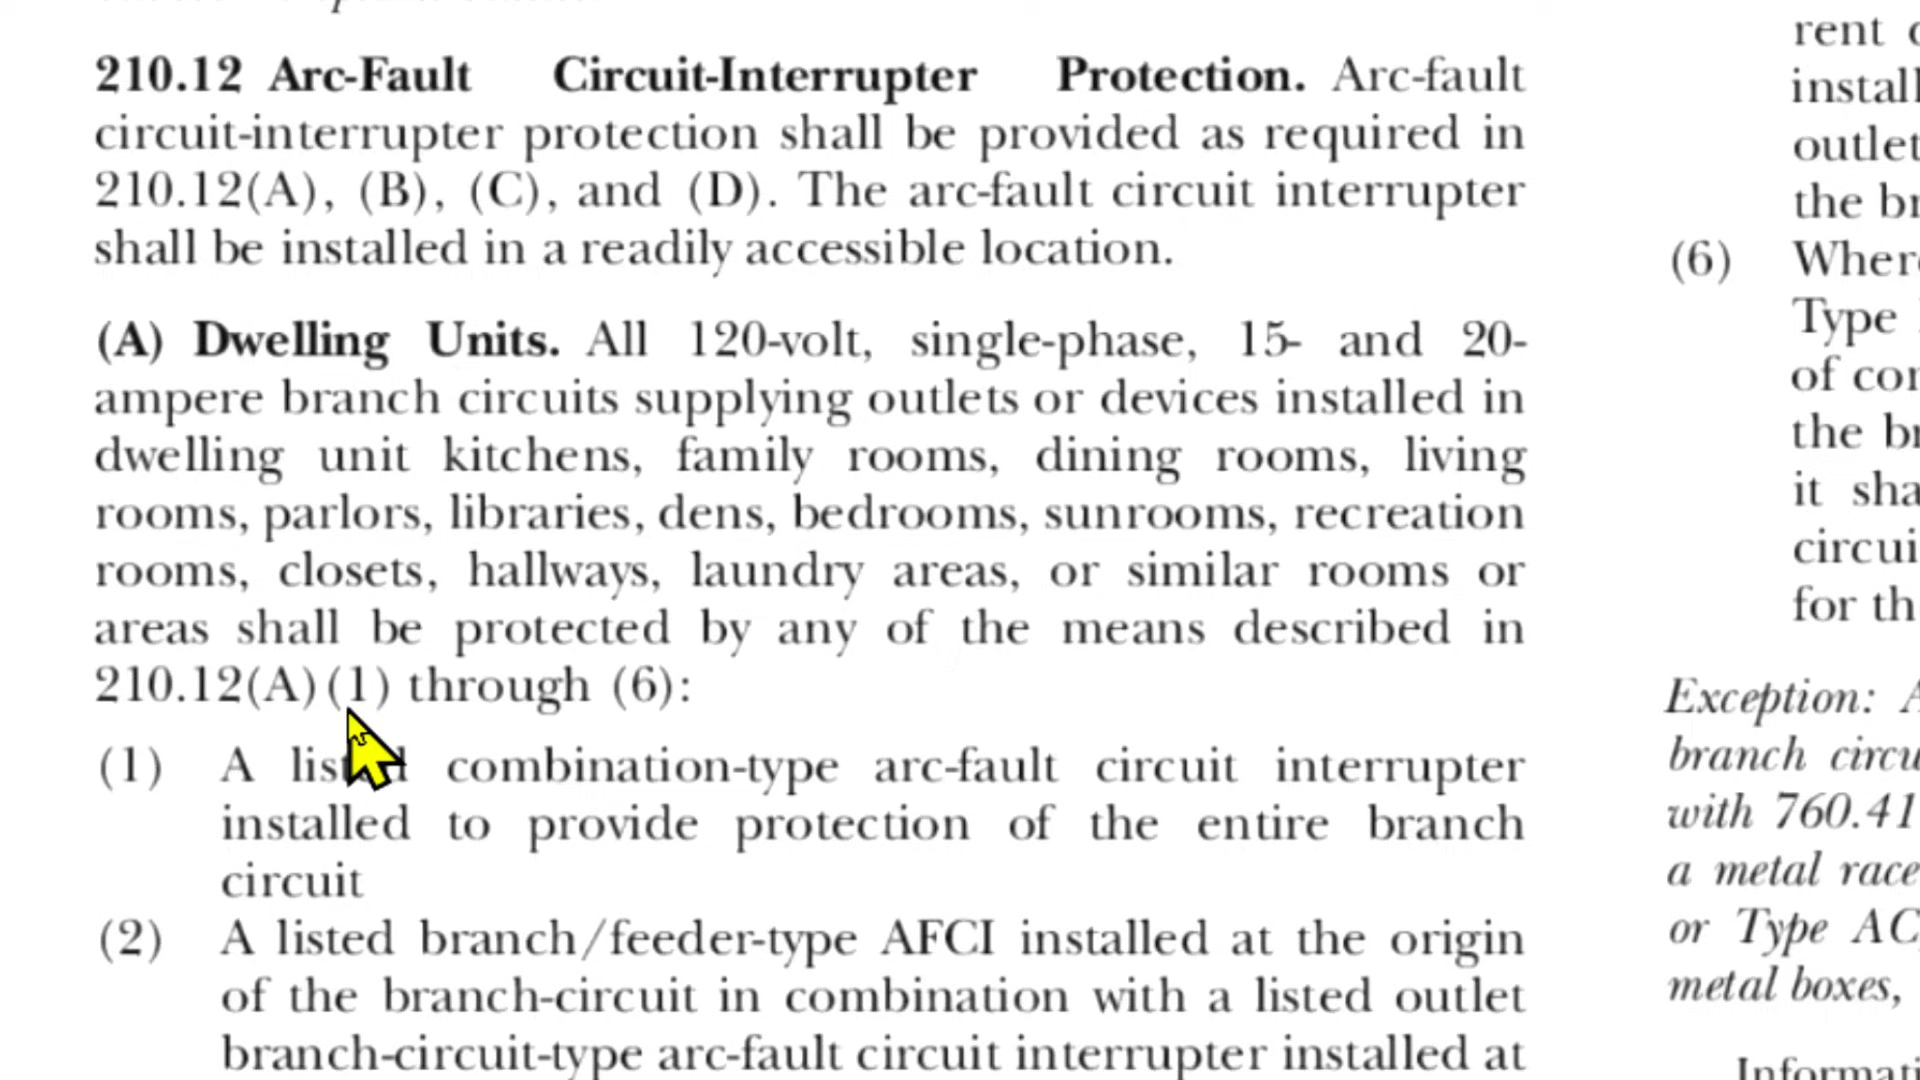 210.12 Arc-Fault Circuit-Interrupter Protection. Arc-fault
circuit-interrupter protection shall be provided as required in
210.12(A), (B), (C), and (D). The arc-fault circuit interrupter
shall be installed in a readily accessible location.
(A) Dwelling Units. All 120-volt, single-phase, 15- and 20-
ampere branch circuits supplying outlets or devices installed in
dwelling unit kitchens, family rooms, dining rooms, living
rooms, parlors, libraries, dens, bedrooms, sunrooms, recreation
rooms, closets, hallways, laundry areas, or similar rooms or
areas shall be protected by any of the means described in
210.12(A)(1) through (6):
(1) A listed combination-type arc-fault circuit interrupter
installed to provide protection of the entire branch
circuit
(2) A listed branch/feeder-type AFCI installed at the origin
of the branch-circuit in combination with a listed outlet
branch-circuit-type arc-fault circuit interrupter installed at
rent
install
outlet
the
(6)
Type
of
the
it
for
Exception:
branch
with 760.41
a metal
or Type AC
metal boxes,